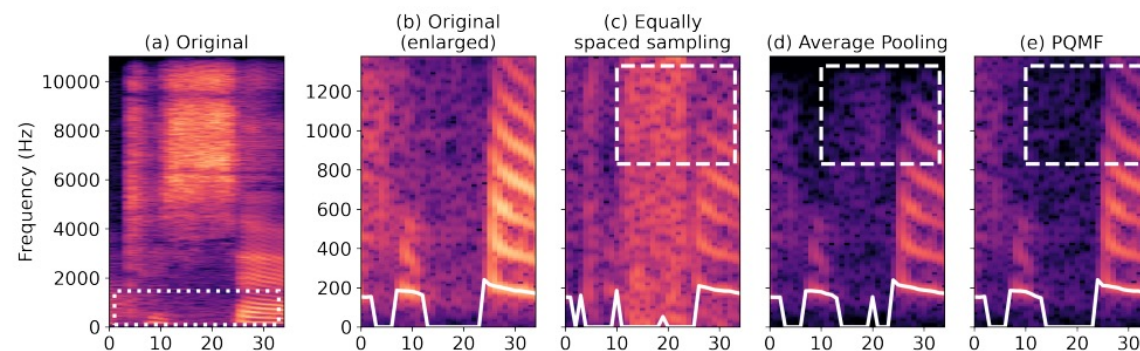 (a) Original
(b) Original
(enlarged)
(c) Equally
spaced sampling
(d) Average Pooling
(e) PQMF
Frequency (Hz)
10000
8000
6000
4000
2000
0
0 10 20 30
1200
1000
800
600
400
200
0
0 10 20 30
0 10 20 30
0 10 20 30
0 10 20 30